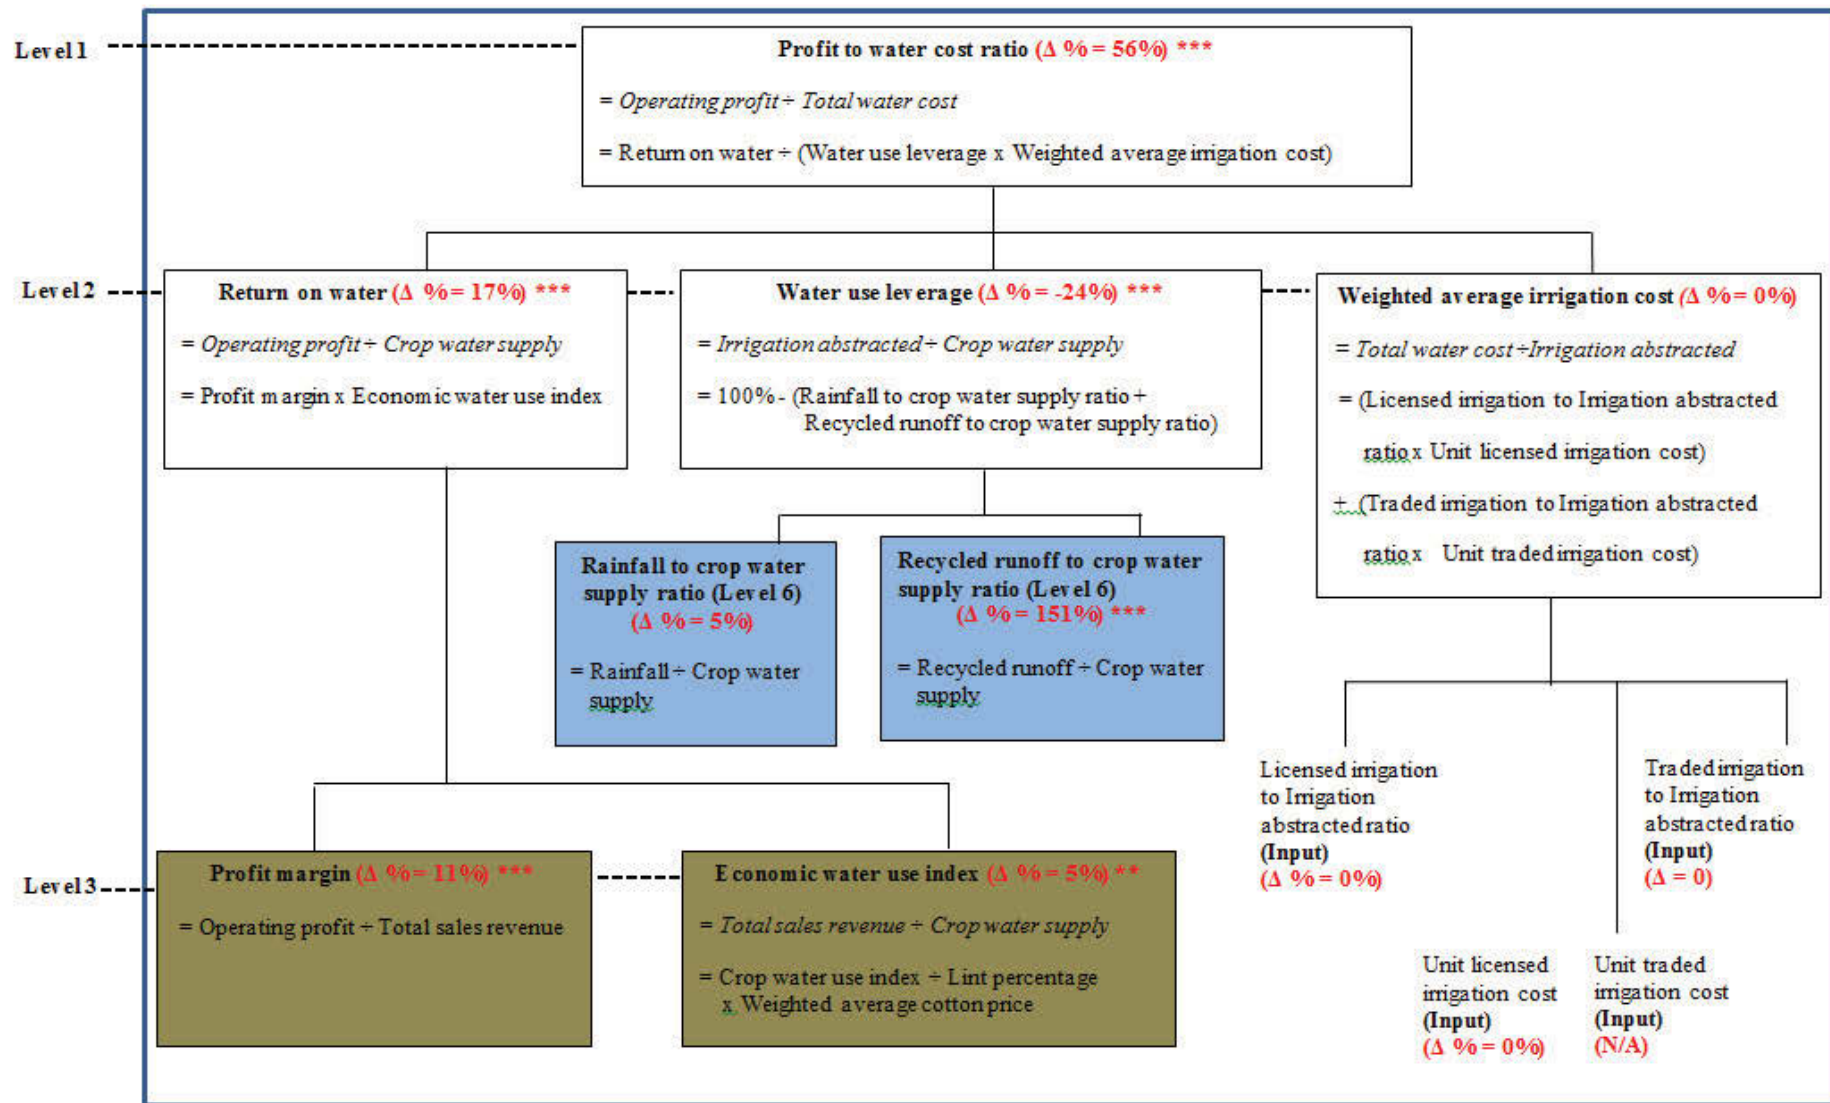 Level 1
Profit to water cost ratio (Δ % = 56%) ***
= Operating profit ÷ Total water cost
= Return on water ÷ (Water use leverage x Weighted average irrigation cost)
Level 2
Return on water (Δ % = 17%) ***
= Operating profit ÷ Crop water supply
= Profit margin x Economic water use index
Water use leverage (Δ % = -24%) ***
= Irrigation abstracted ÷ Crop water supply
= 100% - (Rainfall to crop water supply ratio +
Recycled runoff to crop water supply ratio)
Weighted average irrigation cost (Δ % = 0%)
= Total water cost ÷ Irrigation abstracted
= (Licensed irrigation to Irrigation abstracted
ratio x Unit licensed irrigation cost)
+ (Traded irrigation to Irrigation abstracted
ratio x Unit traded irrigation cost)
Rainfall to crop water
supply ratio (Level 6)
(Δ % = 5%)
= Rainfall ÷ Crop water
supply
Recycled runoff to crop water
supply ratio (Level 6)
(Δ % = 151%) ***
= Recycled runoff ÷ Crop water
supply
Licensed irrigation
to Irrigation
abstracted ratio
(Input)
(Δ % = 0%)
Traded irrigation
to Irrigation
abstracted ratio
(Input)
(Δ = 0)
Level 3
Profit margin (Δ % = 11%) ***
= Operating profit ÷ Total sales revenue
Economic water use index (Δ % = 5%) **
= Total sales revenue ÷ Crop water supply
= Crop water use index ÷ Lint percentage
x Weighted average cotton price
Unit licensed
irrigation cost
(Input)
(Δ % = 0%)
Unit traded
irrigation cost
(Input)
(N/A)